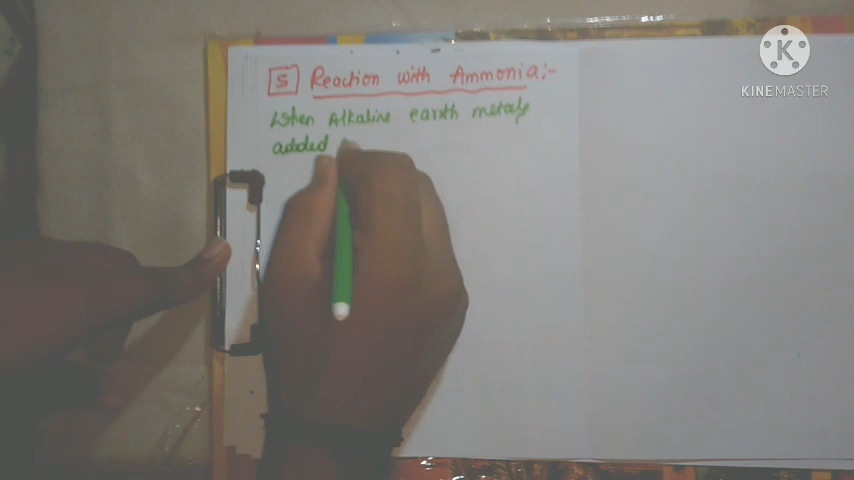 5 Reaction with Ammonia:-
When Alkaline earth metals
added
K
KINEMASTER